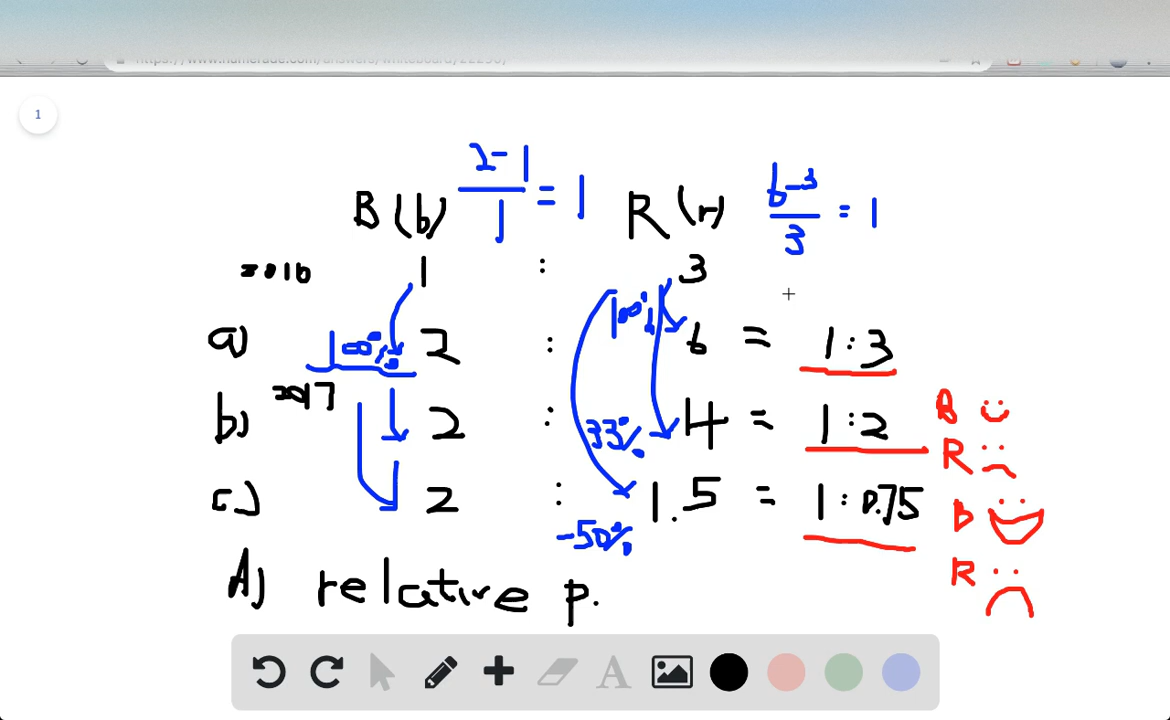 1
2-1/1 = 1
6-3/3 = 1
B (b) R (r)
2016 1 : 3
a) 100% 2 : 100% 6 = 1:3
2017
b) 2 : 33% 4 = 1:2
B
R
c) 2 : 1.5 = 1:0.75
-50%
B
R
A) relative p.
A